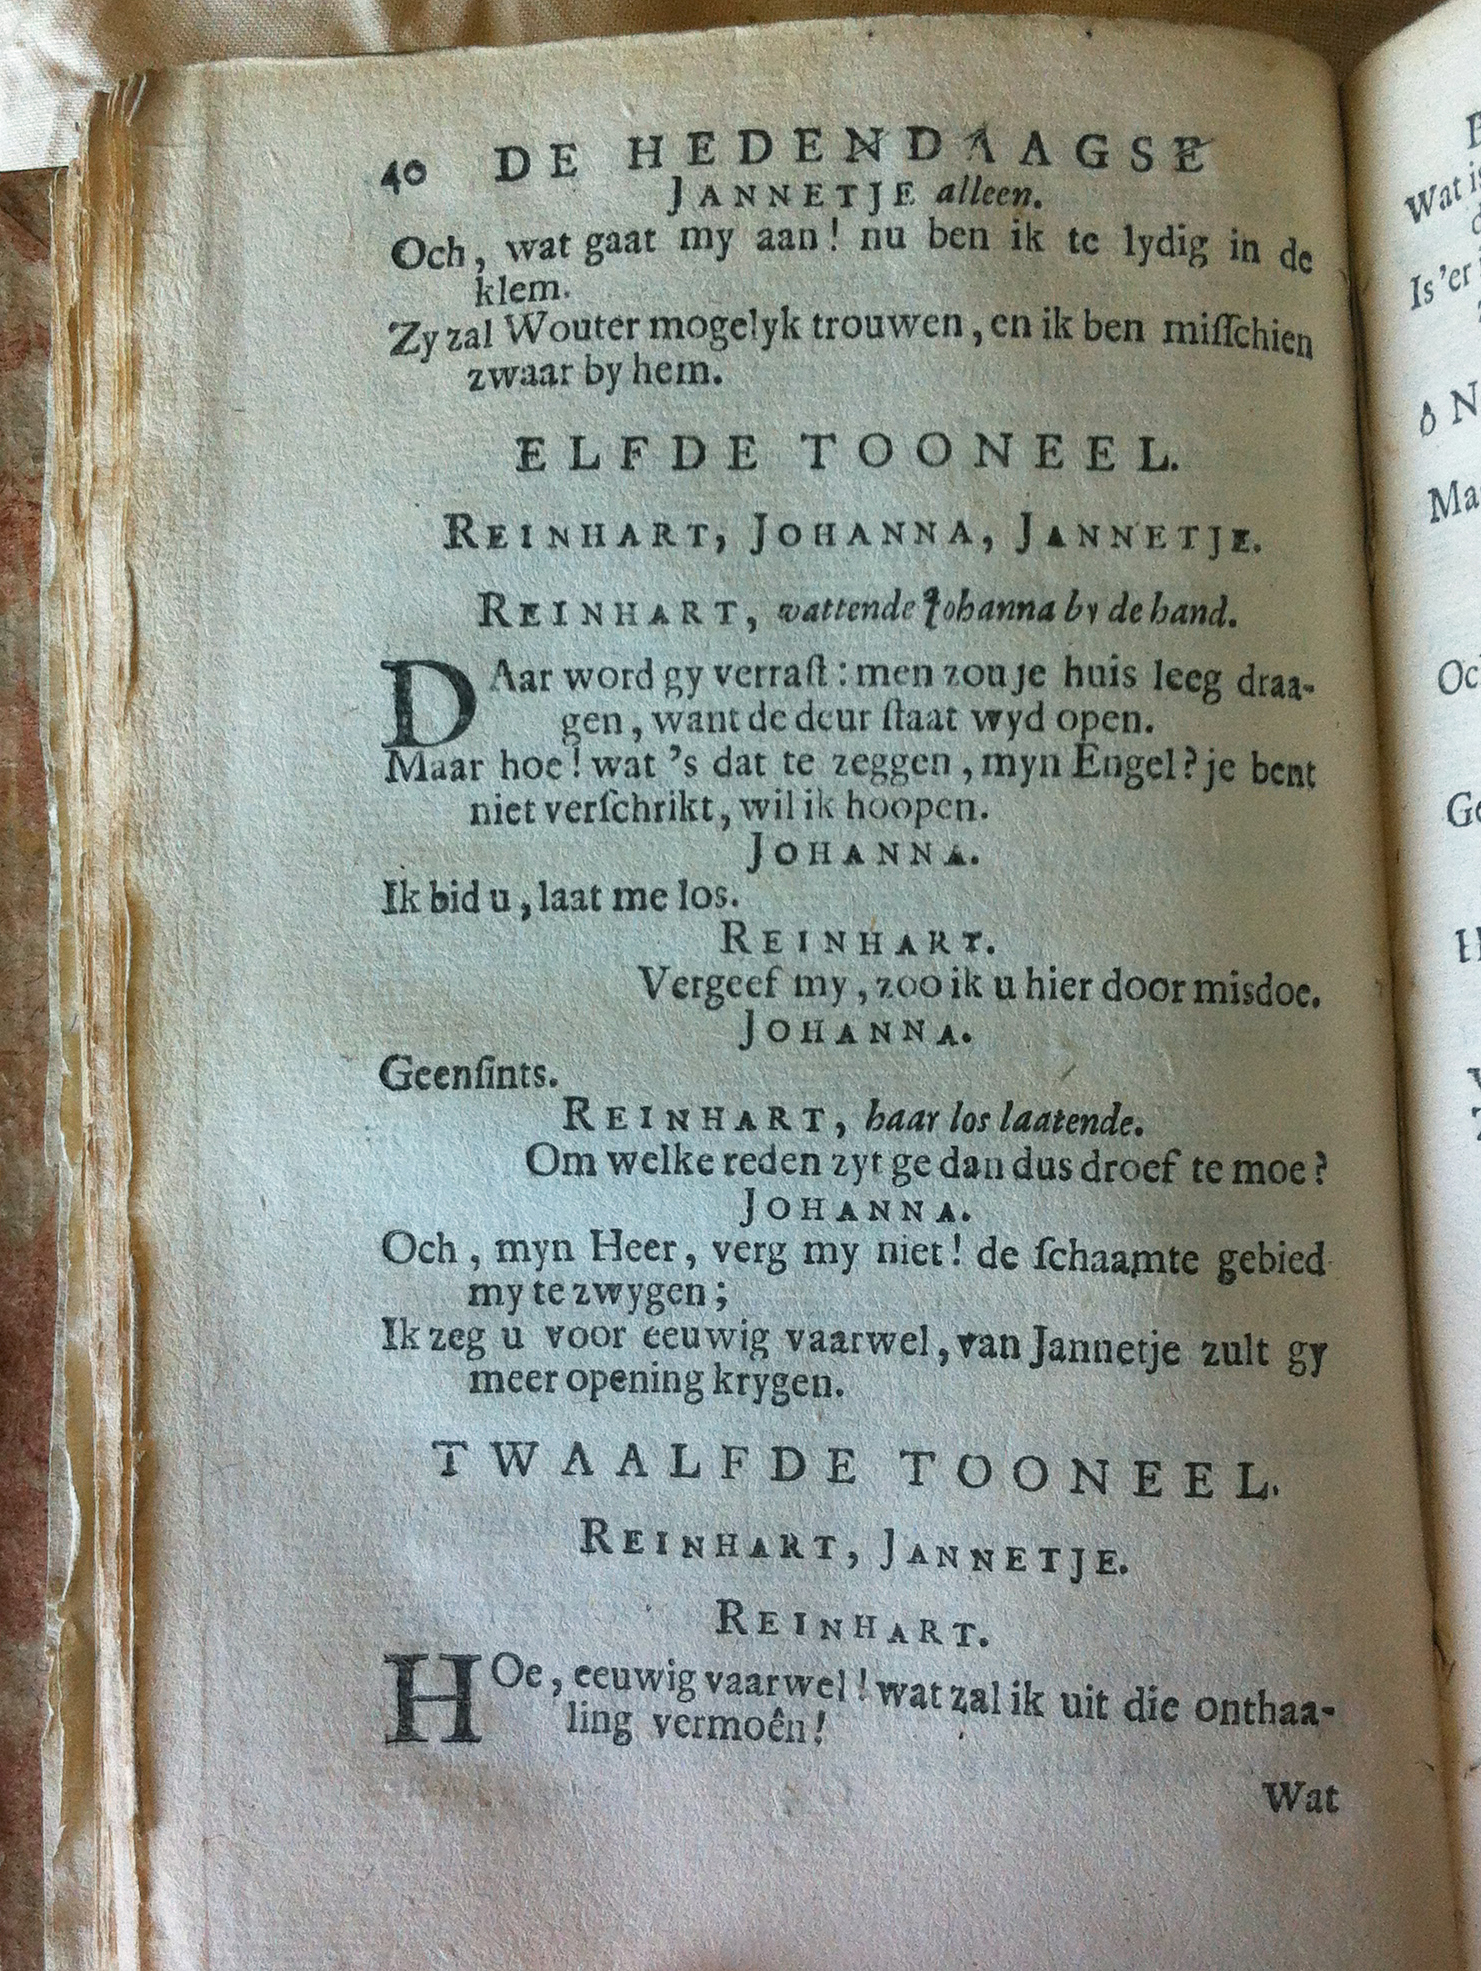 40 DE HEDENDAAGSE
JANNETJE alleen.
Och, wat gaat my aan! nu ben ik te lydig in de
klem.
Zy zal Wouter mogelyk trouwen, en ik ben miſſchien
zwaar by hem.
ELFDE TOONEEL.
REINHART, JOHANNA, JANNETJE.
REINHART, vattende Johanna by de hand.
DAar word gy verraſt: men zou je huis leeg draa-
gen, want de deur ſtaat wyd open.
Maar hoe! wat 's dat te zeggen, myn Engel? je bent
niet verſchrikt, wil ik hoopen.
JOHANNA.
Ik bid u, laat me los.
REINHART.
Vergeef my, zoo ik u hier door misdoe.
JOHANNA.
Geenſints.
REINHART, haar los laatende.
Om welke reden zyt ge dan dus droef te moe?
JOHANNA.
Och, myn Heer, verg my niet! de ſchaamte gebied
my te zwygen;
Ik zeg u voor eeuwig vaarwel, van Jannetje zult gy
meer opening krygen.
TWAALFDE TOONEEL.
REINHART, JANNETJE.
REINHART.
HOe, eeuwig vaarwel! wat zal ik uit die onthaa-
ling vermoên!
Wat
Wat
Is 'er
ô N
Ma
Oc